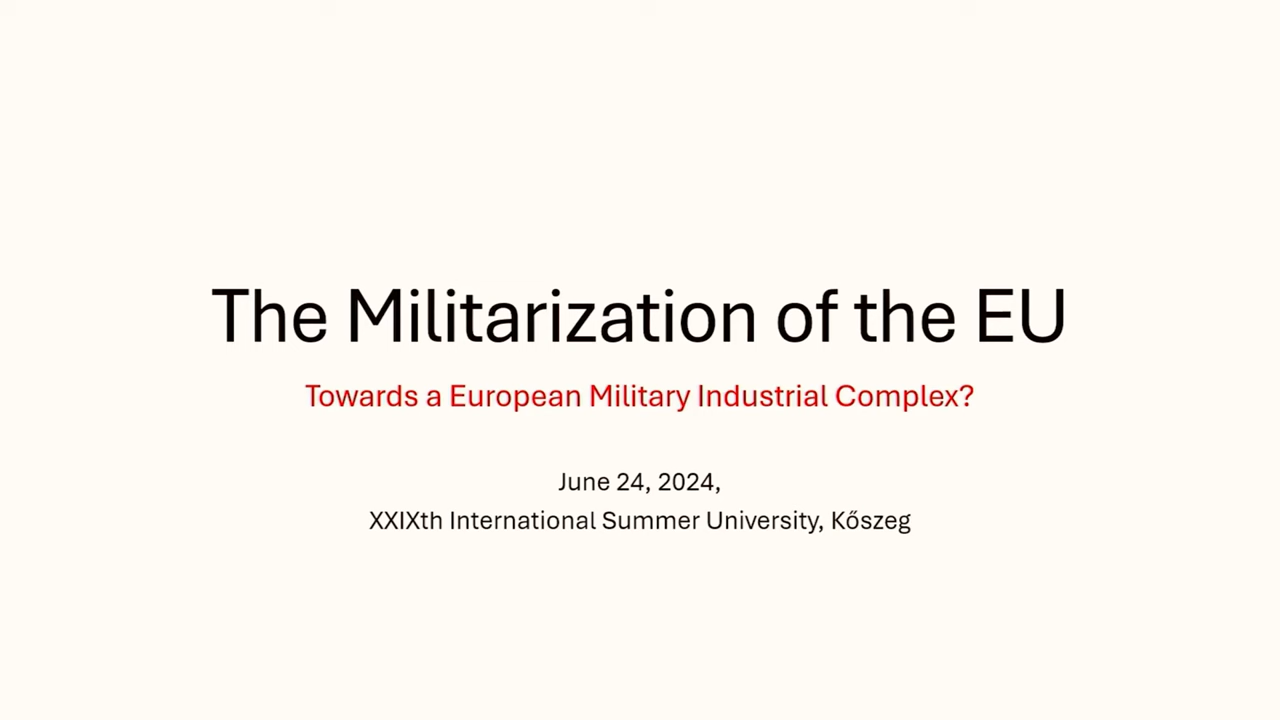 The Militarization of the EU
Towards a European Military Industrial Complex?
June 24, 2024,
XXIXth International Summer University, Kőszeg